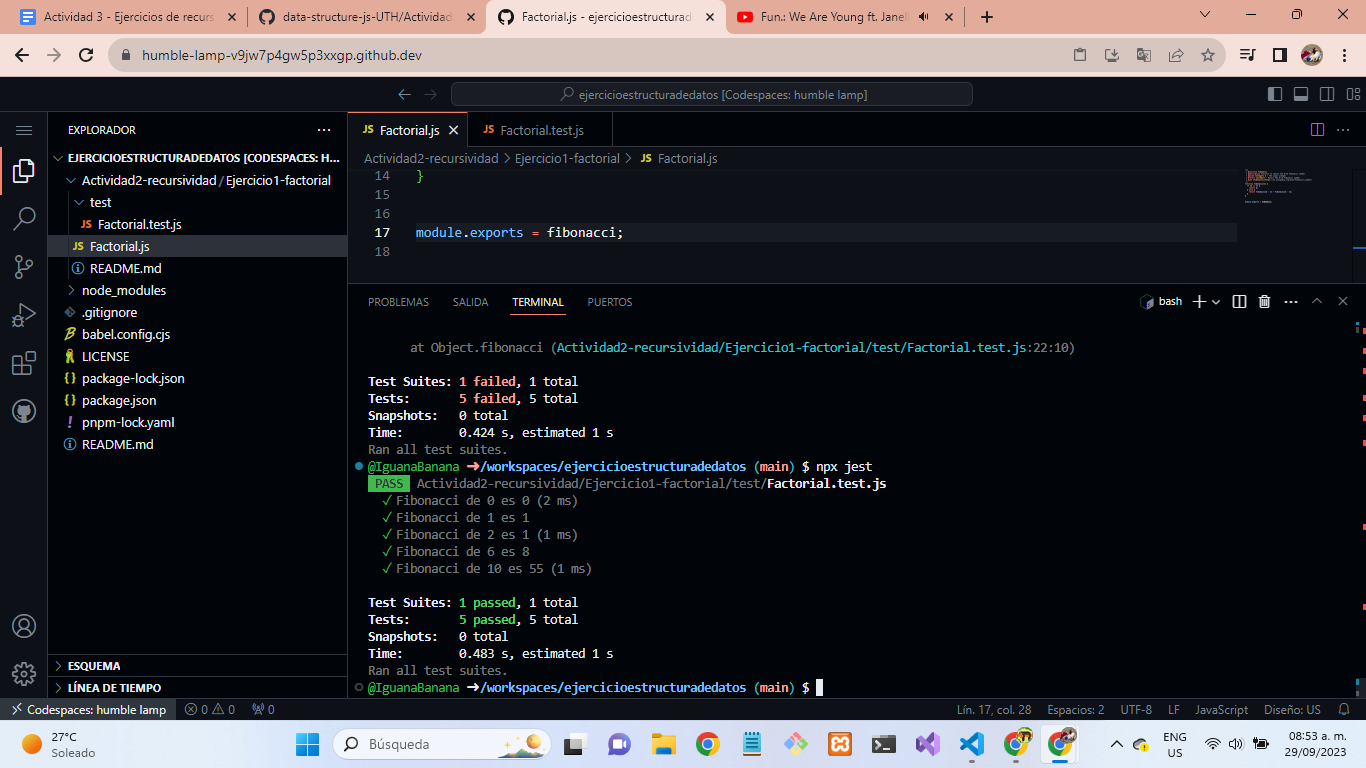 Actividad 3 - Ejercicios de recurs
data-structure-js-UTH/Actividad
Factorial.js - ejercicioestructurad
Fun.: We Are Young ft. Janell
humble-lamp-v9jw7p4gw5p3xxgp.github.dev
ejercicioestructuradedatos [Codespaces: humble lamp]
EXPLORADOR
JS Factorial.js
JS Factorial.test.js
EJERCICIOESTRUCTURADEDATOS [CODESPACES: H...
Actividad2-recursividad > Ejercicio1-factorial > JS Factorial.js
Actividad2-recursividad / Ejercicio1-factorial
test
JS Factorial.test.js
JS Factorial.js
README.md
node_modules
.gitignore
babel.config.cjs
LICENSE
package-lock.json
package.json
pnpm-lock.yaml
README.md
ESQUEMA
LÍNEA DE TIEMPO
14 }
15
16
17 module.exports = fibonacci;
18
PROBLEMAS SALIDA TERMINAL PUERTOS
bash
at Object.fibonacci (Actividad2-recursividad/Ejercicio1-factorial/test/Factorial.test.js:22:10)
Test Suites: 1 failed, 1 total
Tests: 5 failed, 5 total
Snapshots: 0 total
Time: 0.424 s, estimated 1 s
Ran all test suites.
@IguanaBanana ➜/workspaces/ejercicioestructuradedatos (main) $ npx jest
PASS Actividad2-recursividad/Ejercicio1-factorial/test/Factorial.test.js
✓ Fibonacci de 0 es 0 (2 ms)
✓ Fibonacci de 1 es 1
✓ Fibonacci de 2 es 1 (1 ms)
✓ Fibonacci de 6 es 8
✓ Fibonacci de 10 es 55 (1 ms)
Test Suites: 1 passed, 1 total
Tests: 5 passed, 5 total
Snapshots: 0 total
Time: 0.483 s, estimated 1 s
Ran all test suites.
@IguanaBanana ➜/workspaces/ejercicioestructuradedatos (main) $
Codespaces: humble lamp
0 0
0
Lín. 17, col. 28
Espacios: 2
UTF-8
LF
JavaScript
Diseño: US
27°C
Soleado
Búsqueda
ENG
US
08:53 a. m.
29/09/2023